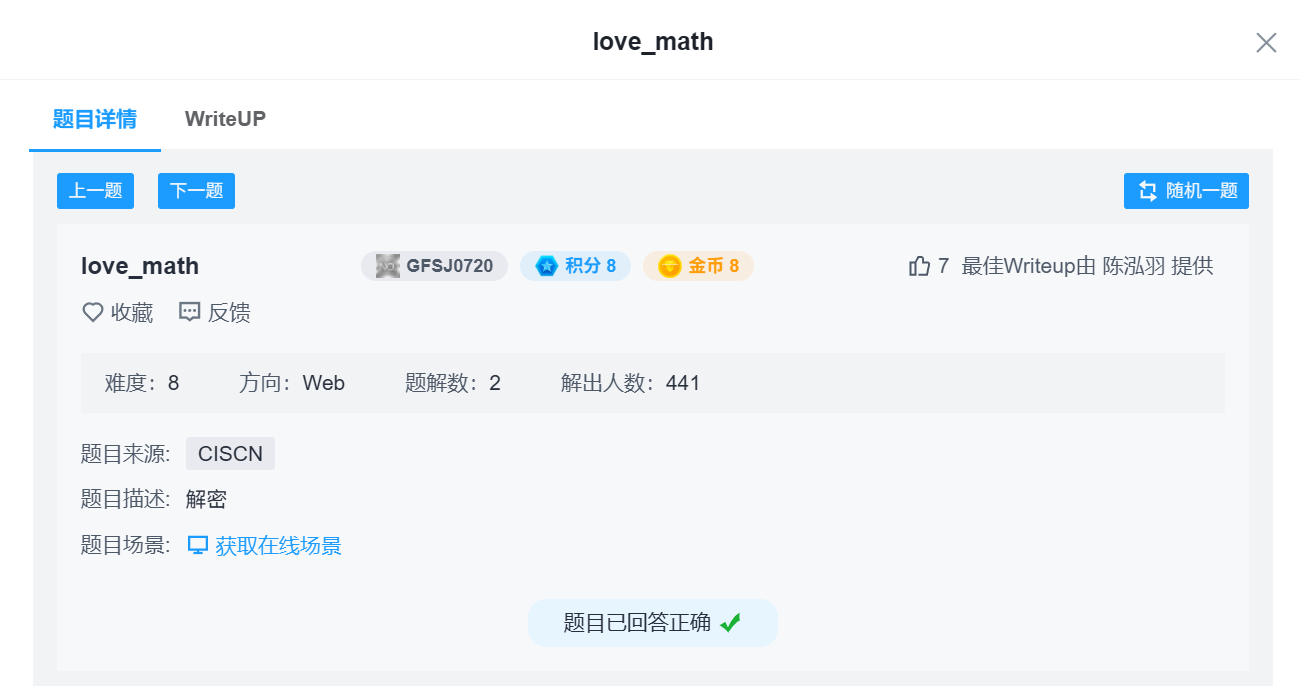 love_math
题目详情 WriteUP
上一题 下一题 随机一题
love_math GFSJ0720 积分 8 金币 8 7 最佳Writeup由 陈泓羽 提供
收藏 反馈
难度：8 方向：Web 题解数：2 解出人数：441
题目来源: CISCN
题目描述: 解密
题目场景: 获取在线场景
题目已回答正确